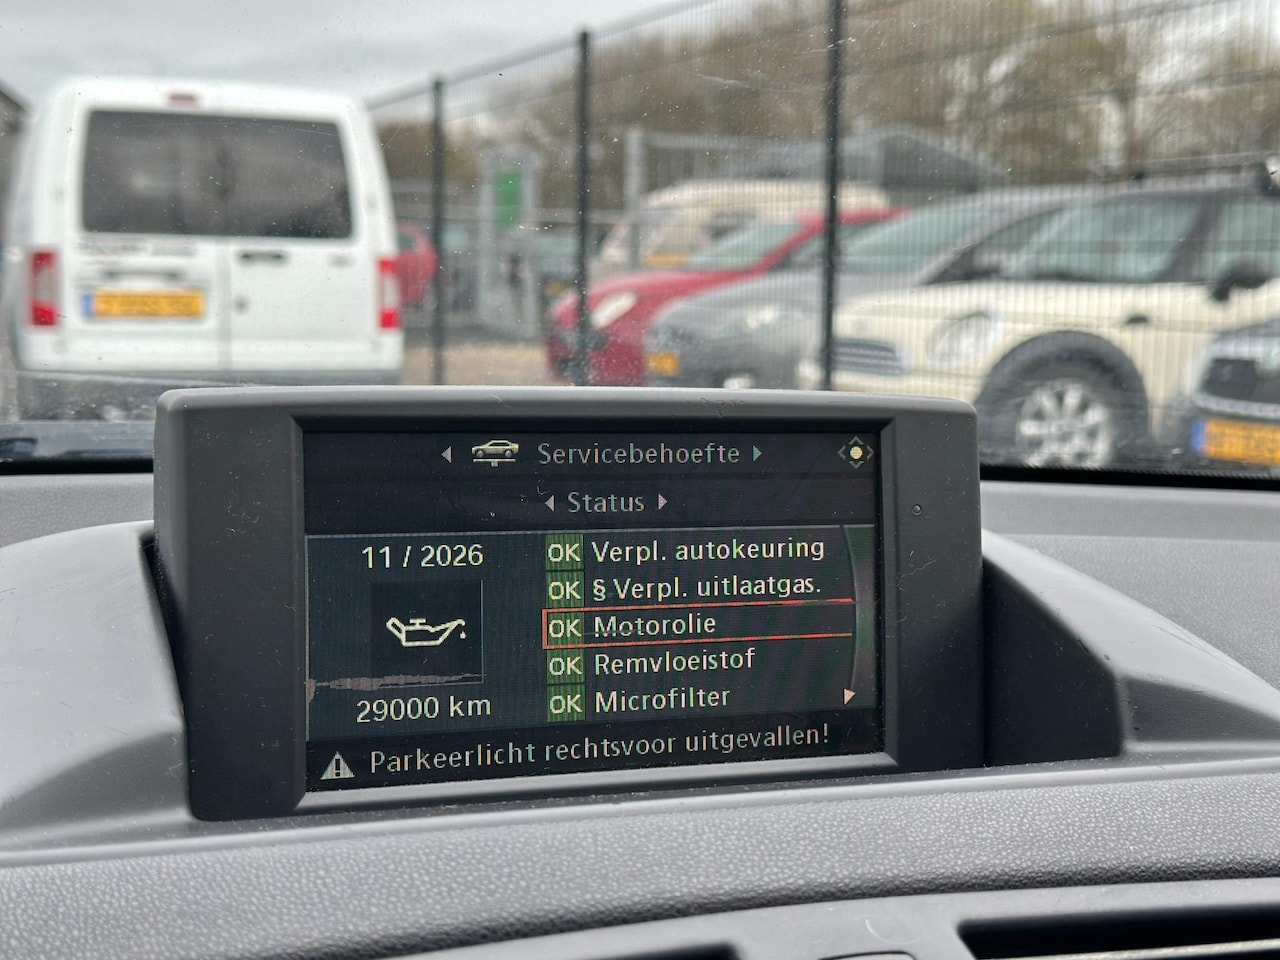 Servicebehoefte
Status
11 / 2026
29000 km
OK Verpl. autokeuring
OK § Verpl. uitlaatgas.
OK Motorolie
OK Remvloeistof
OK Microfilter
Parkeerlicht rechtsvoor uitgevallen!